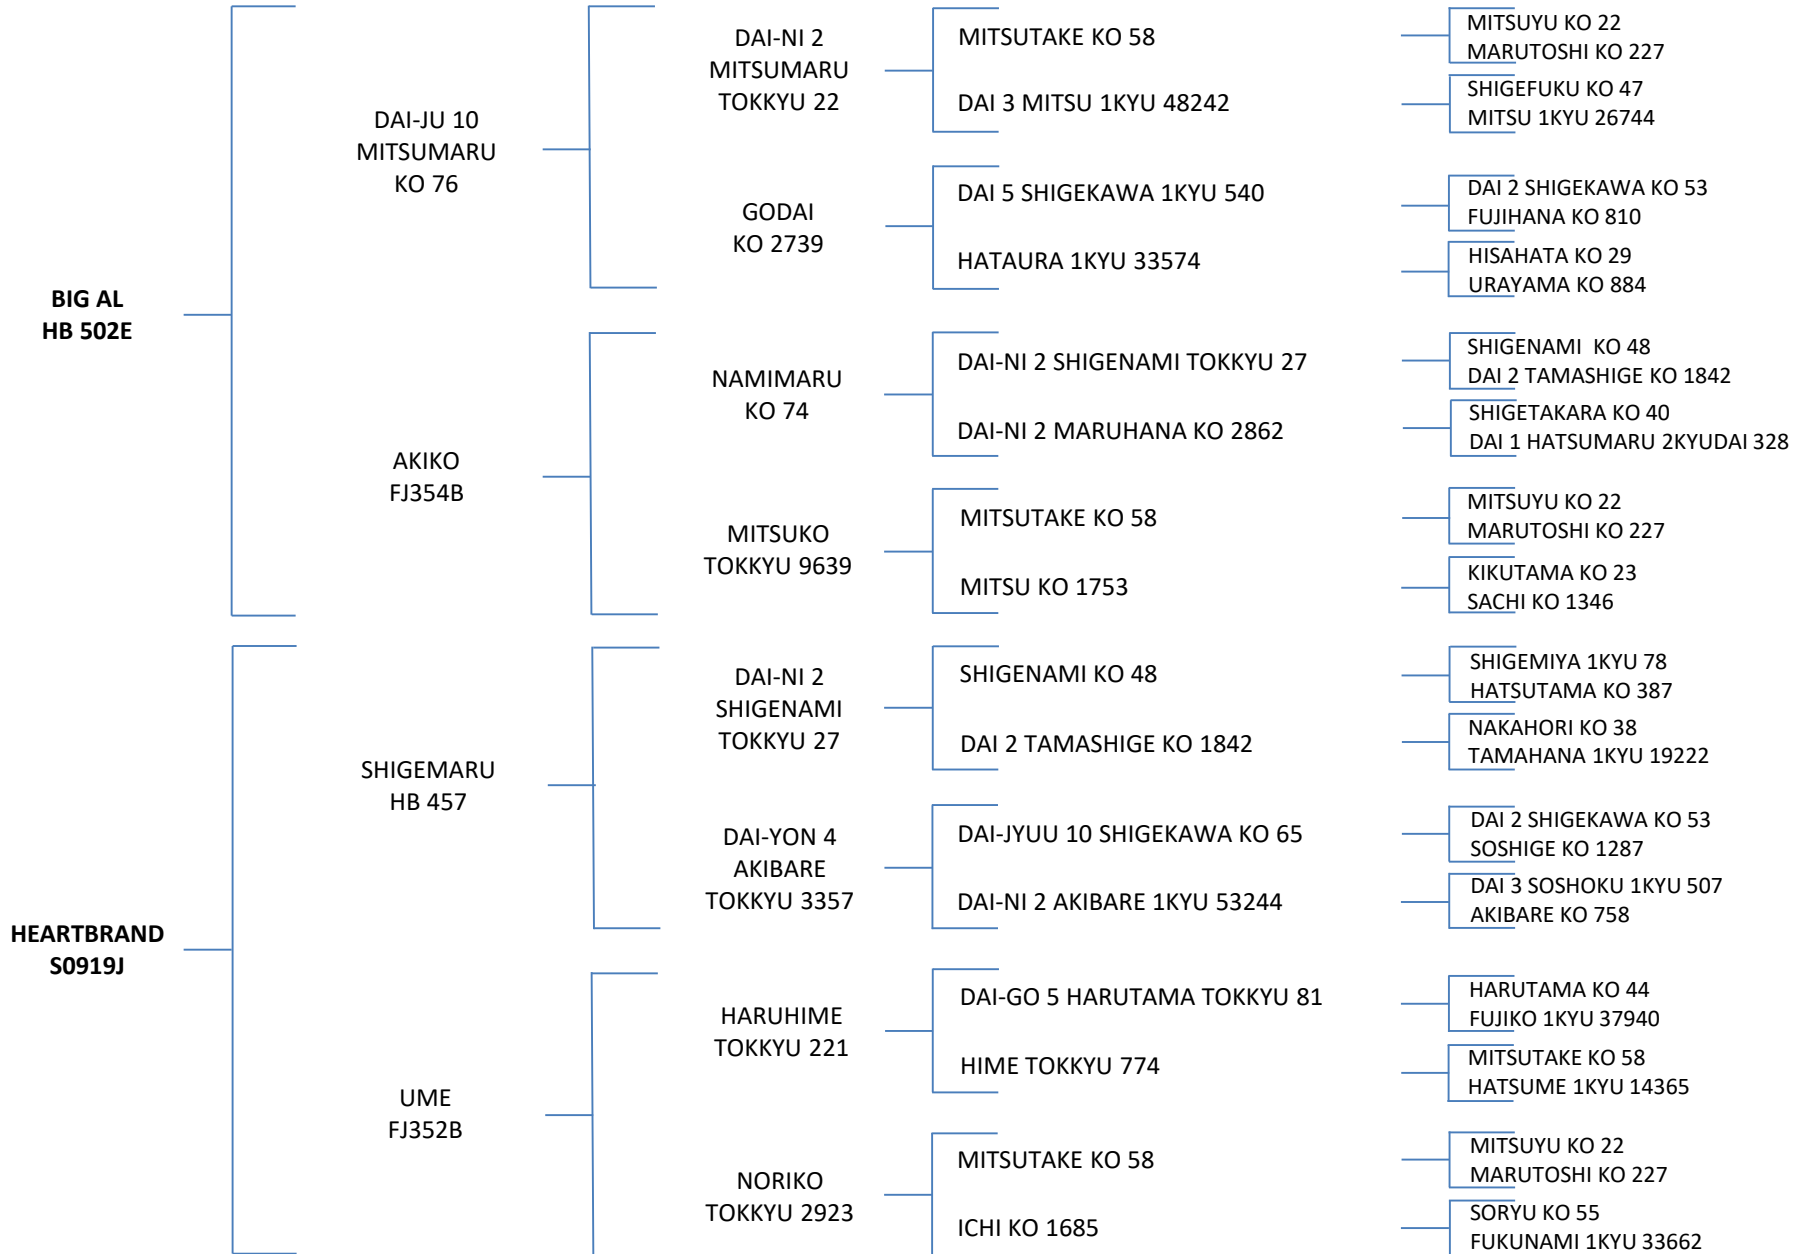 BIG AL
HB 502E
HEARTBRAND
S0919J
DAI-JU 10
MITSUMARU
KO 76
AKIKO
FJ354B
SHIGEMARU
HB 457
UME
FJ352B
DAI-NI 2
MITSUMARU
TOKKYU 22
GODAI
KO 2739
NAMIMARU
KO 74
MITSUKO
TOKKYU 9639
DAI-NI 2
SHIGENAMI
TOKKYU 27
DAI-YON 4
AKIBARE
TOKKYU 3357
HARUHIME
TOKKYU 221
NORIKO
TOKKYU 2923
MITSUTAKE KO 58
DAI 3 MITSU 1KYU 48242
DAI 5 SHIGEKAWA 1KYU 540
HATAURA 1KYU 33574
DAI-NI 2 SHIGENAMI TOKKYU 27
DAI-NI 2 MARUHANA KO 2862
MITSUTAKE KO 58
MITSU KO 1753
SHIGENAMI KO 48
DAI 2 TAMASHIGE KO 1842
DAI-JYUU 10 SHIGEKAWA KO 65
DAI-NI 2 AKIBARE 1KYU 53244
DAI-GO 5 HARUTAMA TOKKYU 81
HIME TOKKYU 774
MITSUTAKE KO 58
ICHI KO 1685
MITSUYU KO 22
MARUTOSHI KO 227
SHIGEFUKU KO 47
MITSU 1KYU 26744
DAI 2 SHIGEKAWA KO 53
FUJIHANA KO 810
HISAHATA KO 29
URAYAMA KO 884
SHIGENAMI  KO 48
DAI 2 TAMASHIGE KO 1842
SHIGETAKARA KO 40
DAI 1 HATSUMARU 2KYUDAI 328
MITSUYU KO 22
MARUTOSHI KO 227
KIKUTAMA KO 23
SACHI KO 1346
SHIGEMIYA 1KYU 78
HATSUTAMA KO 387
NAKAHORI KO 38
TAMAHANA 1KYU 19222
DAI 2 SHIGEKAWA KO 53
SOSHIGE KO 1287
DAI 3 SOSHOKU 1KYU 507
AKIBARE KO 758
HARUTAMA KO 44
FUJIKO 1KYU 37940
MITSUTAKE KO 58
HATSUME 1KYU 14365
MITSUYU KO 22
MARUTOSHI KO 227
SORYU KO 55
FUKUNAMI 1KYU 33662